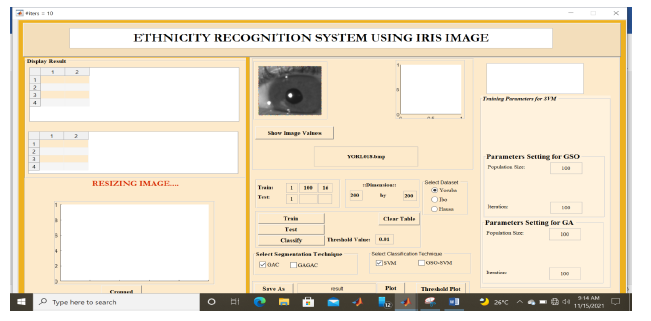 #iters = 10
ETHNICITY RECOGNITION SYSTEM USING IRIS IMAGE
Display Result
1 2
1
2
3
4
1 2
1
2
3
4
RESIZING IMAGE....
Cropped
Show Image Values
YORL018.bmp
Train: 1 100 16
Test: 1
::Dimension::
260 by 200
Select Dataset
Yoruba
Ibo
Hausa
Train
Test
Classify
Clear Table
Threshold Value: 0.01
Select Segmentation Technique
GAC GAGAC
Select Classification Technique
SVM GSO-SVM
Save As result Plot Threshold Plot
Training Parameters for SVM
Parameters Setting for GSO
Population Size: 100
Iteration: 100
Parameters Setting for GA
Population Size: 100
Iteration: 100
Type here to search
26°C
9:14 AM
11/15/2021